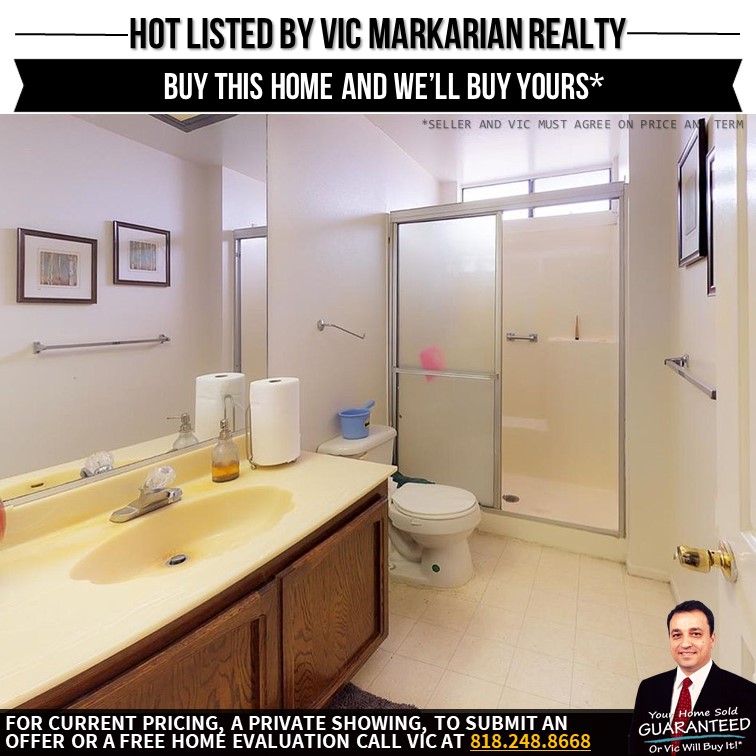 HOT LISTED BY VIC MARKARIAN REALTY
BUY THIS HOME AND WE'LL BUY YOURS*
*SELLER AND VIC MUST AGREE ON PRICE AND TERM
Your Home Sold
GUARANTEED
Or Vic Will Buy It!
FOR CURRENT PRICING, A PRIVATE SHOWING, TO SUBMIT AN
OFFER OR A FREE HOME EVALUATION CALL VIC AT 818.248.8668